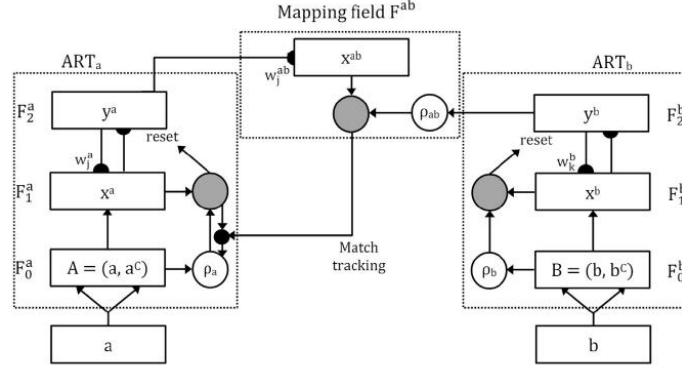 Mapping field F^ab
ART_a
ART_b
x^ab
w_j^ab
F_2^a
y^a
ρ_ab
y^b
F_2^b
reset
reset
w_j^a
w_k^b
F_1^a
x^a
x^b
F_1^b
Match
tracking
F_0^a
A = (a, a^C)
ρ_a
ρ_b
B = (b, b^C)
F_0^b
a
b